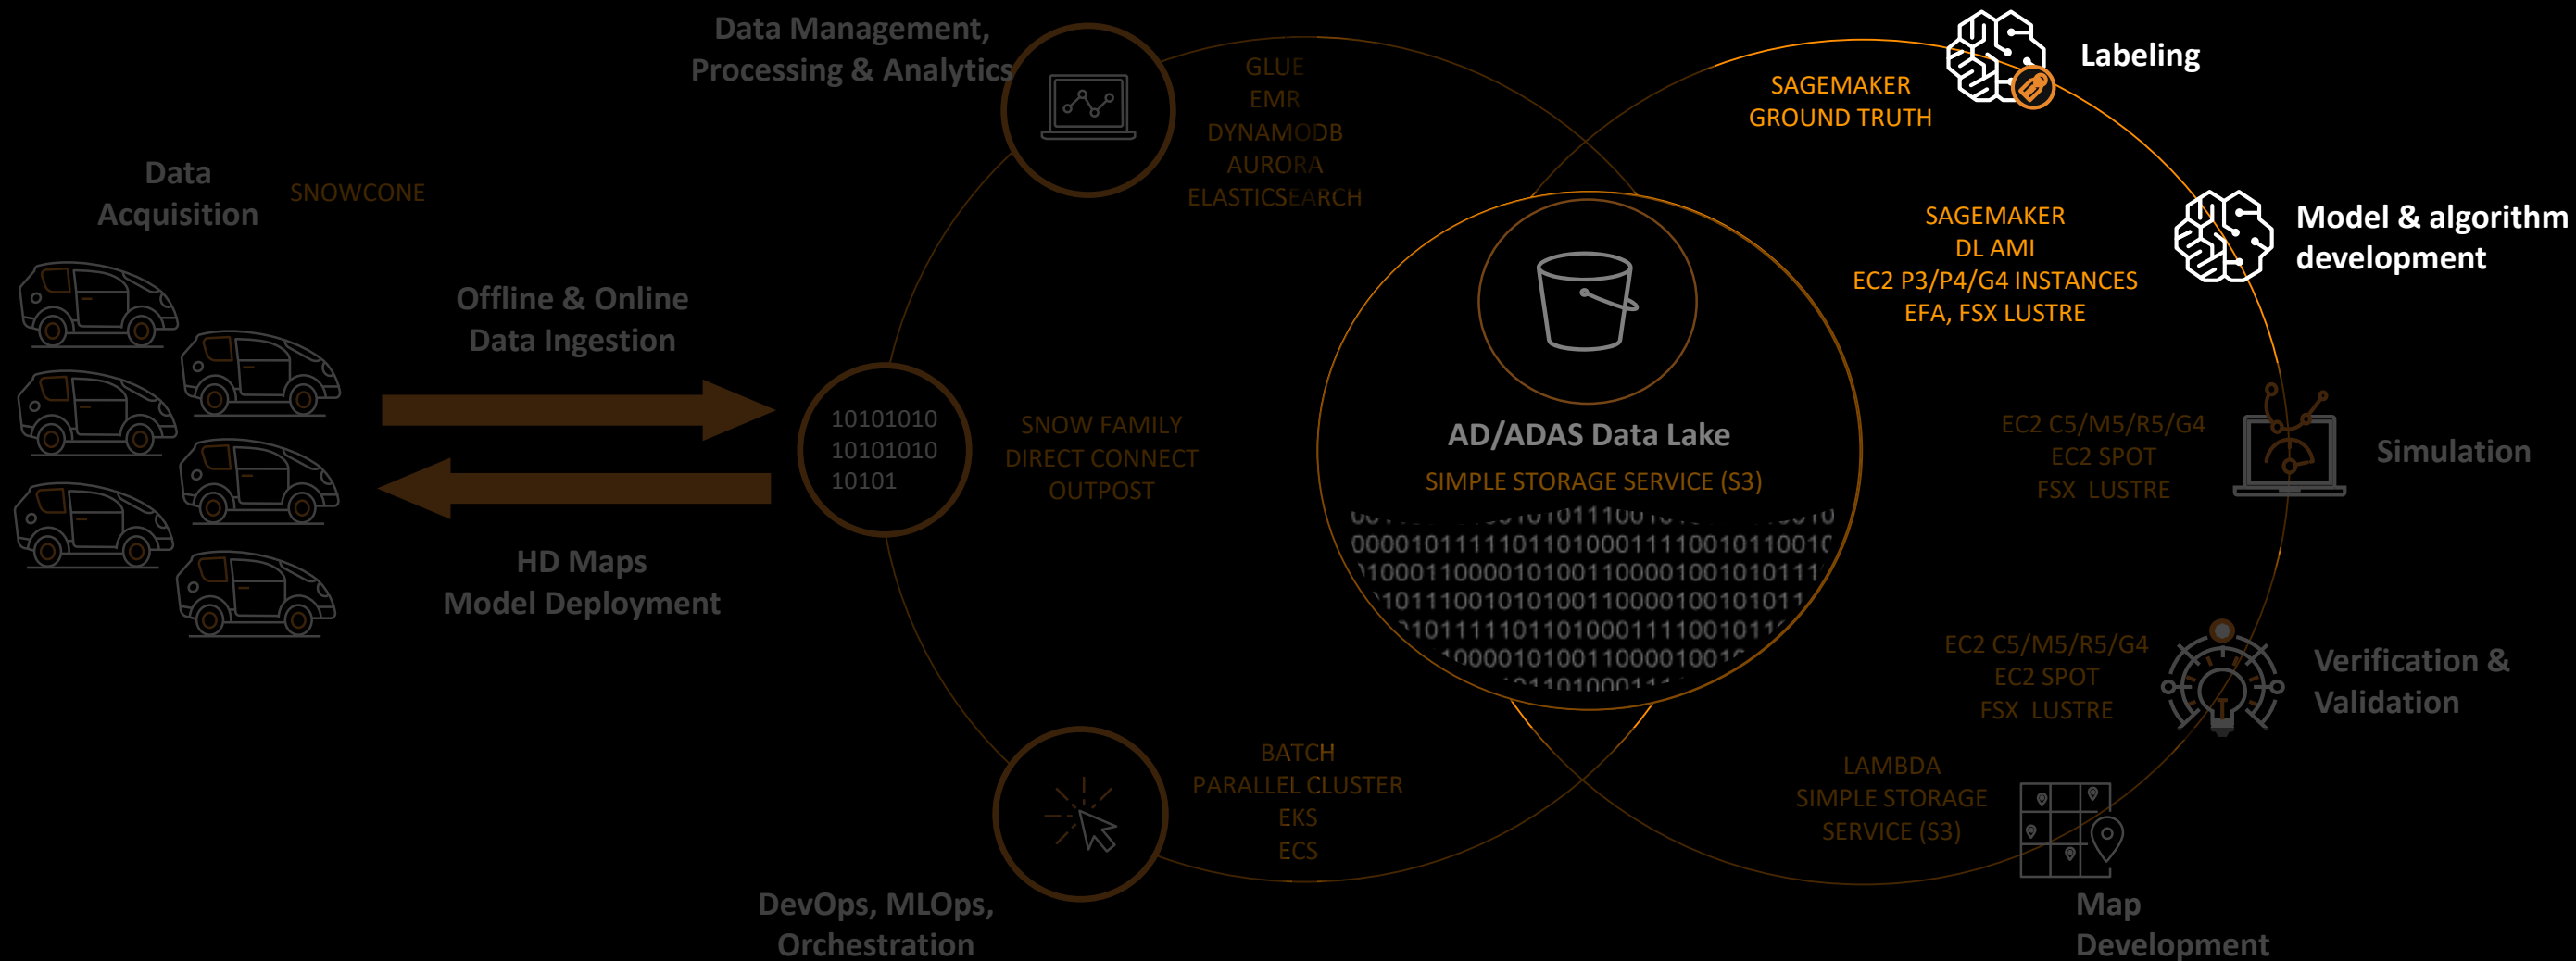 Data Management,
Processing & Analytics
GLUE
EMR
DYNAMODB
AURORA
ELASTICSEARCH
SAGEMAKER
GROUND TRUTH
Labeling
Data
Acquisition
SNOWCONE
SAGEMAKER
DL AMI
EC2 P3/P4/G4 INSTANCES
EFA, FSX LUSTRE
Model & algorithm
development
Offline & Online
Data Ingestion
10101010
10101010
10101
SNOW FAMILY
DIRECT CONNECT
OUTPOST
HD Maps
Model Deployment
AD/ADAS Data Lake
SIMPLE STORAGE SERVICE (S3)
EC2 C5/M5/R5/G4
EC2 SPOT
FSX LUSTRE
Simulation
EC2 C5/M5/R5/G4
EC2 SPOT
FSX LUSTRE
Verification &
Validation
BATCH
PARALLEL CLUSTER
EKS
ECS
DevOps, MLOps,
Orchestration
LAMBDA
SIMPLE STORAGE
SERVICE (S3)
Map
Development